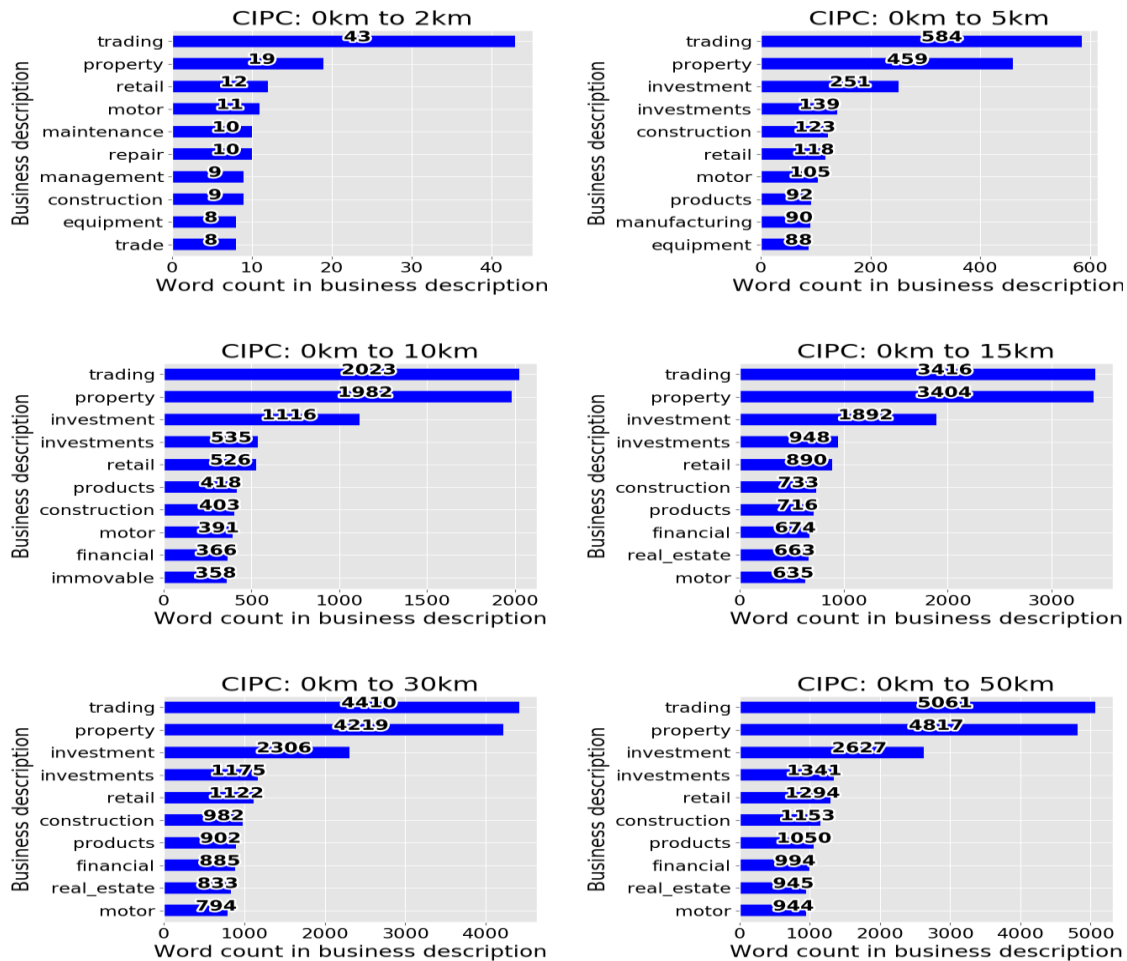 CIPC: 0km to 2km
Business description
trading 43
property 19
retail 12
motor 11
maintenance 10
repair 10
management 9
construction 9
equipment 8
trade 8
0 10 20 30 40
Word count in business description
CIPC: 0km to 5km
Business description
trading 584
property 459
investment 251
investments 139
construction 123
retail 118
motor 105
products 92
manufacturing 90
equipment 88
0 200 400 600
Word count in business description
CIPC: 0km to 10km
Business description
trading 2023
property 1982
investment 1116
investments 535
retail 526
products 418
construction 403
motor 391
financial 366
immovable 358
0 500 1000 1500 2000
Word count in business description
CIPC: 0km to 15km
Business description
trading 3416
property 3404
investment 1892
investments 948
retail 890
construction 733
products 716
financial 674
real_estate 663
motor 635
0 1000 2000 3000
Word count in business description
CIPC: 0km to 30km
Business description
trading 4410
property 4219
investment 2306
investments 1175
retail 1122
construction 982
products 902
financial 885
real_estate 833
motor 794
0 1000 2000 3000 4000
Word count in business description
CIPC: 0km to 50km
Business description
trading 5061
property 4817
investment 2627
investments 1341
retail 1294
construction 1153
products 1050
financial 994
real_estate 945
motor 944
0 1000 2000 3000 4000 5000
Word count in business description